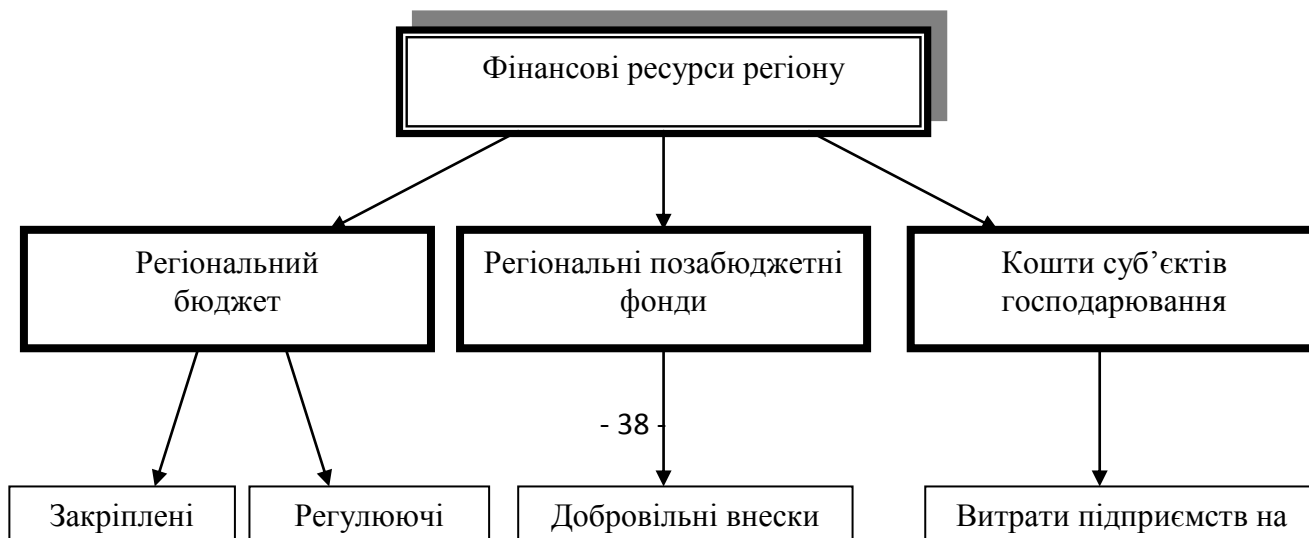 Фінансові ресурси регіону
Регіональний
бюджет
Регіональні позабюджетні
фонди
Кошти суб’єктів
господарювання
- 38 -
Закріплені
Регулюючі
Добровільні внески
Витрати підприємств на